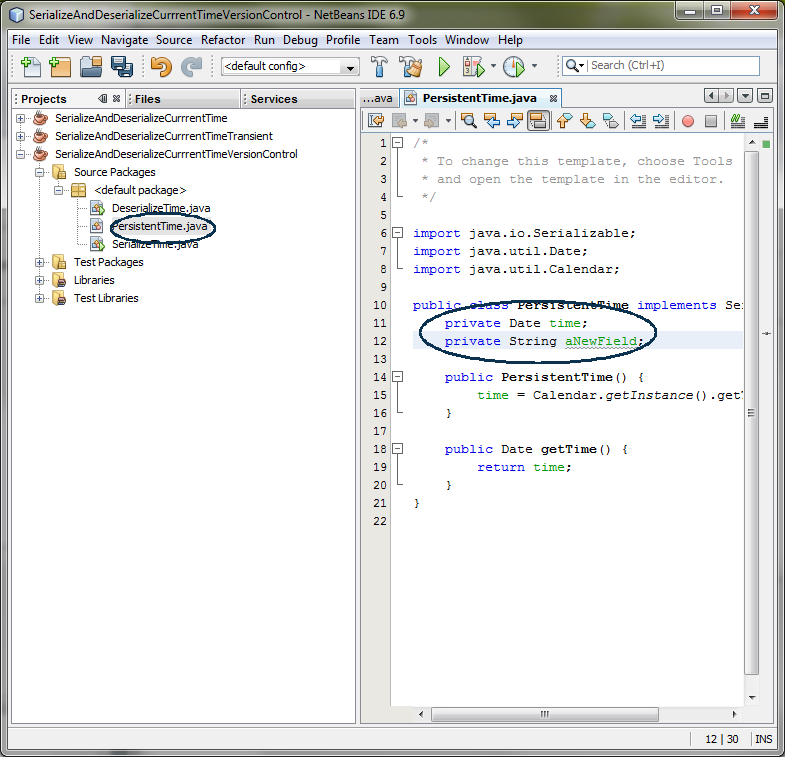 SerializeAndDeserializeCurrrentTimeVersionControl - NetBeans IDE 6.9
File Edit View Navigate Source Refactor Run Debug Profile Team Tools Window Help
<default config>
Search (Ctrl+I)
Projects
Files
Services
SerializeAndDeserializeCurrrentTime
SerializeAndDeserializeCurrrentTimeTransient
SerializeAndDeserializeCurrrentTimeVersionControl
Source Packages
<default package>
DeserializeTime.java
PersistentTime.java
SerializeTime.java
Test Packages
Libraries
Test Libraries
...ava
PersistentTime.java
1 /*
2 * To change this template, choose Tools
3 * and open the template in the editor.
4 */
5
6 import java.io.Serializable;
7 import java.util.Date;
8 import java.util.Calendar;
9
10 public class PersistentTime implements Se
11 private Date time;
12 private String aNewField;
13
14 public PersistentTime() {
15 time = Calendar.getInstance().get
16 }
17
18 public Date getTime() {
19 return time;
20 }
21 }
22
12 | 30
INS